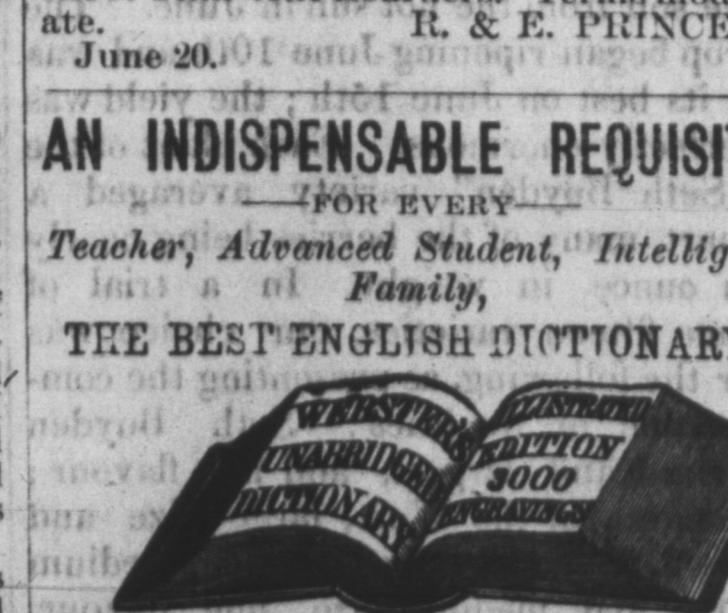 ate.
R. & E. PRINCE
June 20.
AN INDISPENSABLE REQUISI
FOR EVERY
Teacher, Advanced Student, Intellig
Family,
THE BEST ENGLISH DICTIONAR
WEBSTER'S
UNABRIDGED
DICTIONARY
ILLUSTRATED
EDITION
3000
ENGRAVINGS